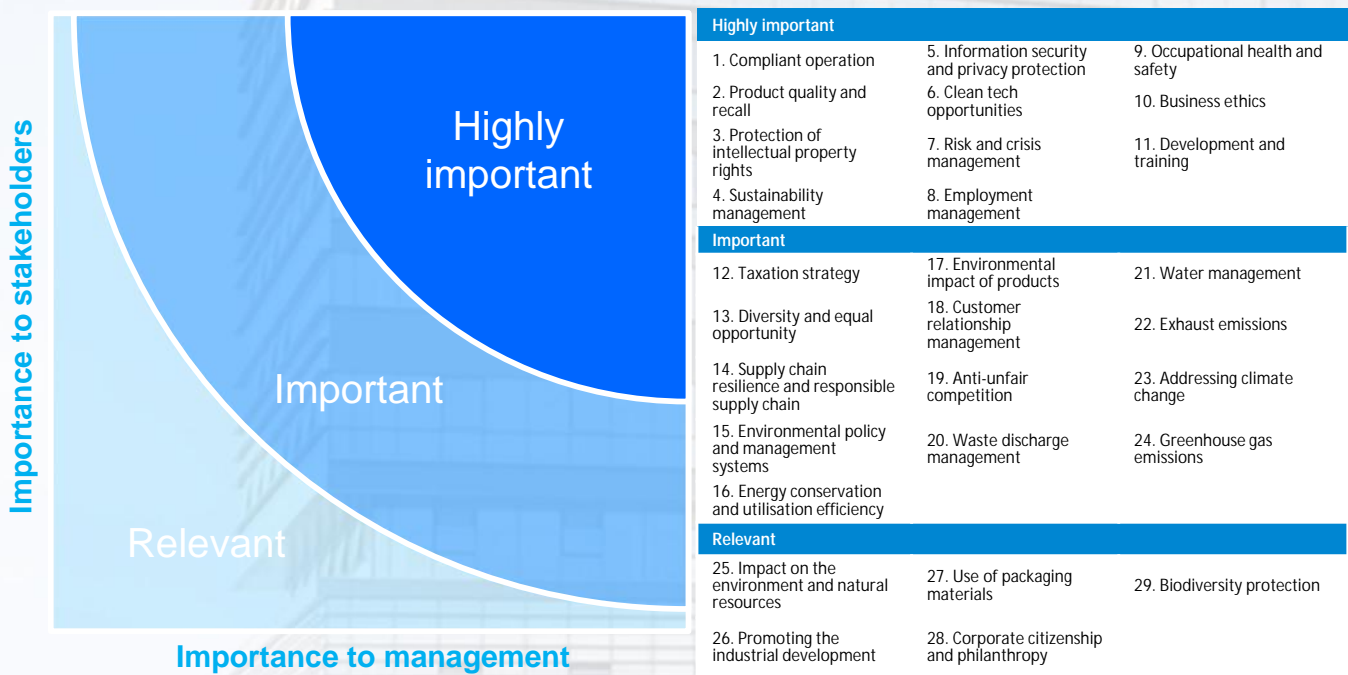 Importance to stakeholders
Highly
important
Important
Relevant
Importance to management
Highly important
1. Compliant operation
2. Product quality and
recall
3. Protection of
intellectual property
rights
4. Sustainability
management
5. Information security
and privacy protection
6. Clean tech
opportunities
7. Risk and crisis
management
8. Employment
management
9. Occupational health and
safety
10. Business ethics
11. Development and
training
Important
12. Taxation strategy
13. Diversity and equal
opportunity
14. Supply chain
resilience and responsible
supply chain
15. Environmental policy
and management
systems
16. Energy conservation
and utilisation efficiency
17. Environmental
impact of products
18. Customer
relationship
management
19. Anti-unfair
competition
20. Waste discharge
management
21. Water management
22. Exhaust emissions
23. Addressing climate
change
24. Greenhouse gas
emissions
Relevant
25. Impact on the
environment and natural
resources
26. Promoting the
industrial development
27. Use of packaging
materials
28. Corporate citizenship
and philanthropy
29. Biodiversity protection